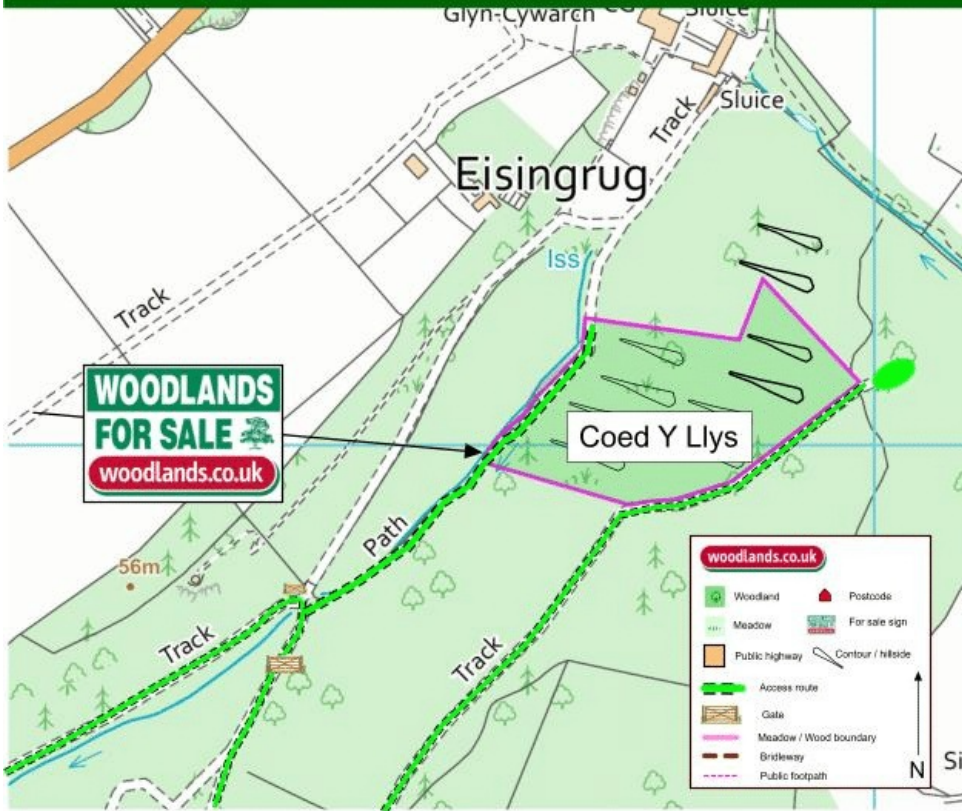 Glyn-Cywarch
Sluice
Sluice
Track
Eisingrug
Iss
Track
WOODLANDS
FOR SALE
woodlands.co.uk
Coed Y Llys
Path
56m
Track
Track
woodlands.co.uk
Woodland
Postcode
Meadow
For sale sign
Public highway
Contour / hillside
Access route
Gate
Meadow / Wood boundary
Bridleway
Public footpath
N
Si